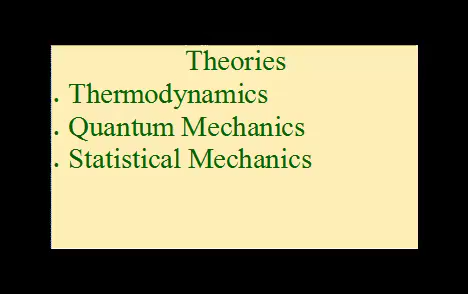 Theories
. Thermodynamics
. Quantum Mechanics
. Statistical Mechanics